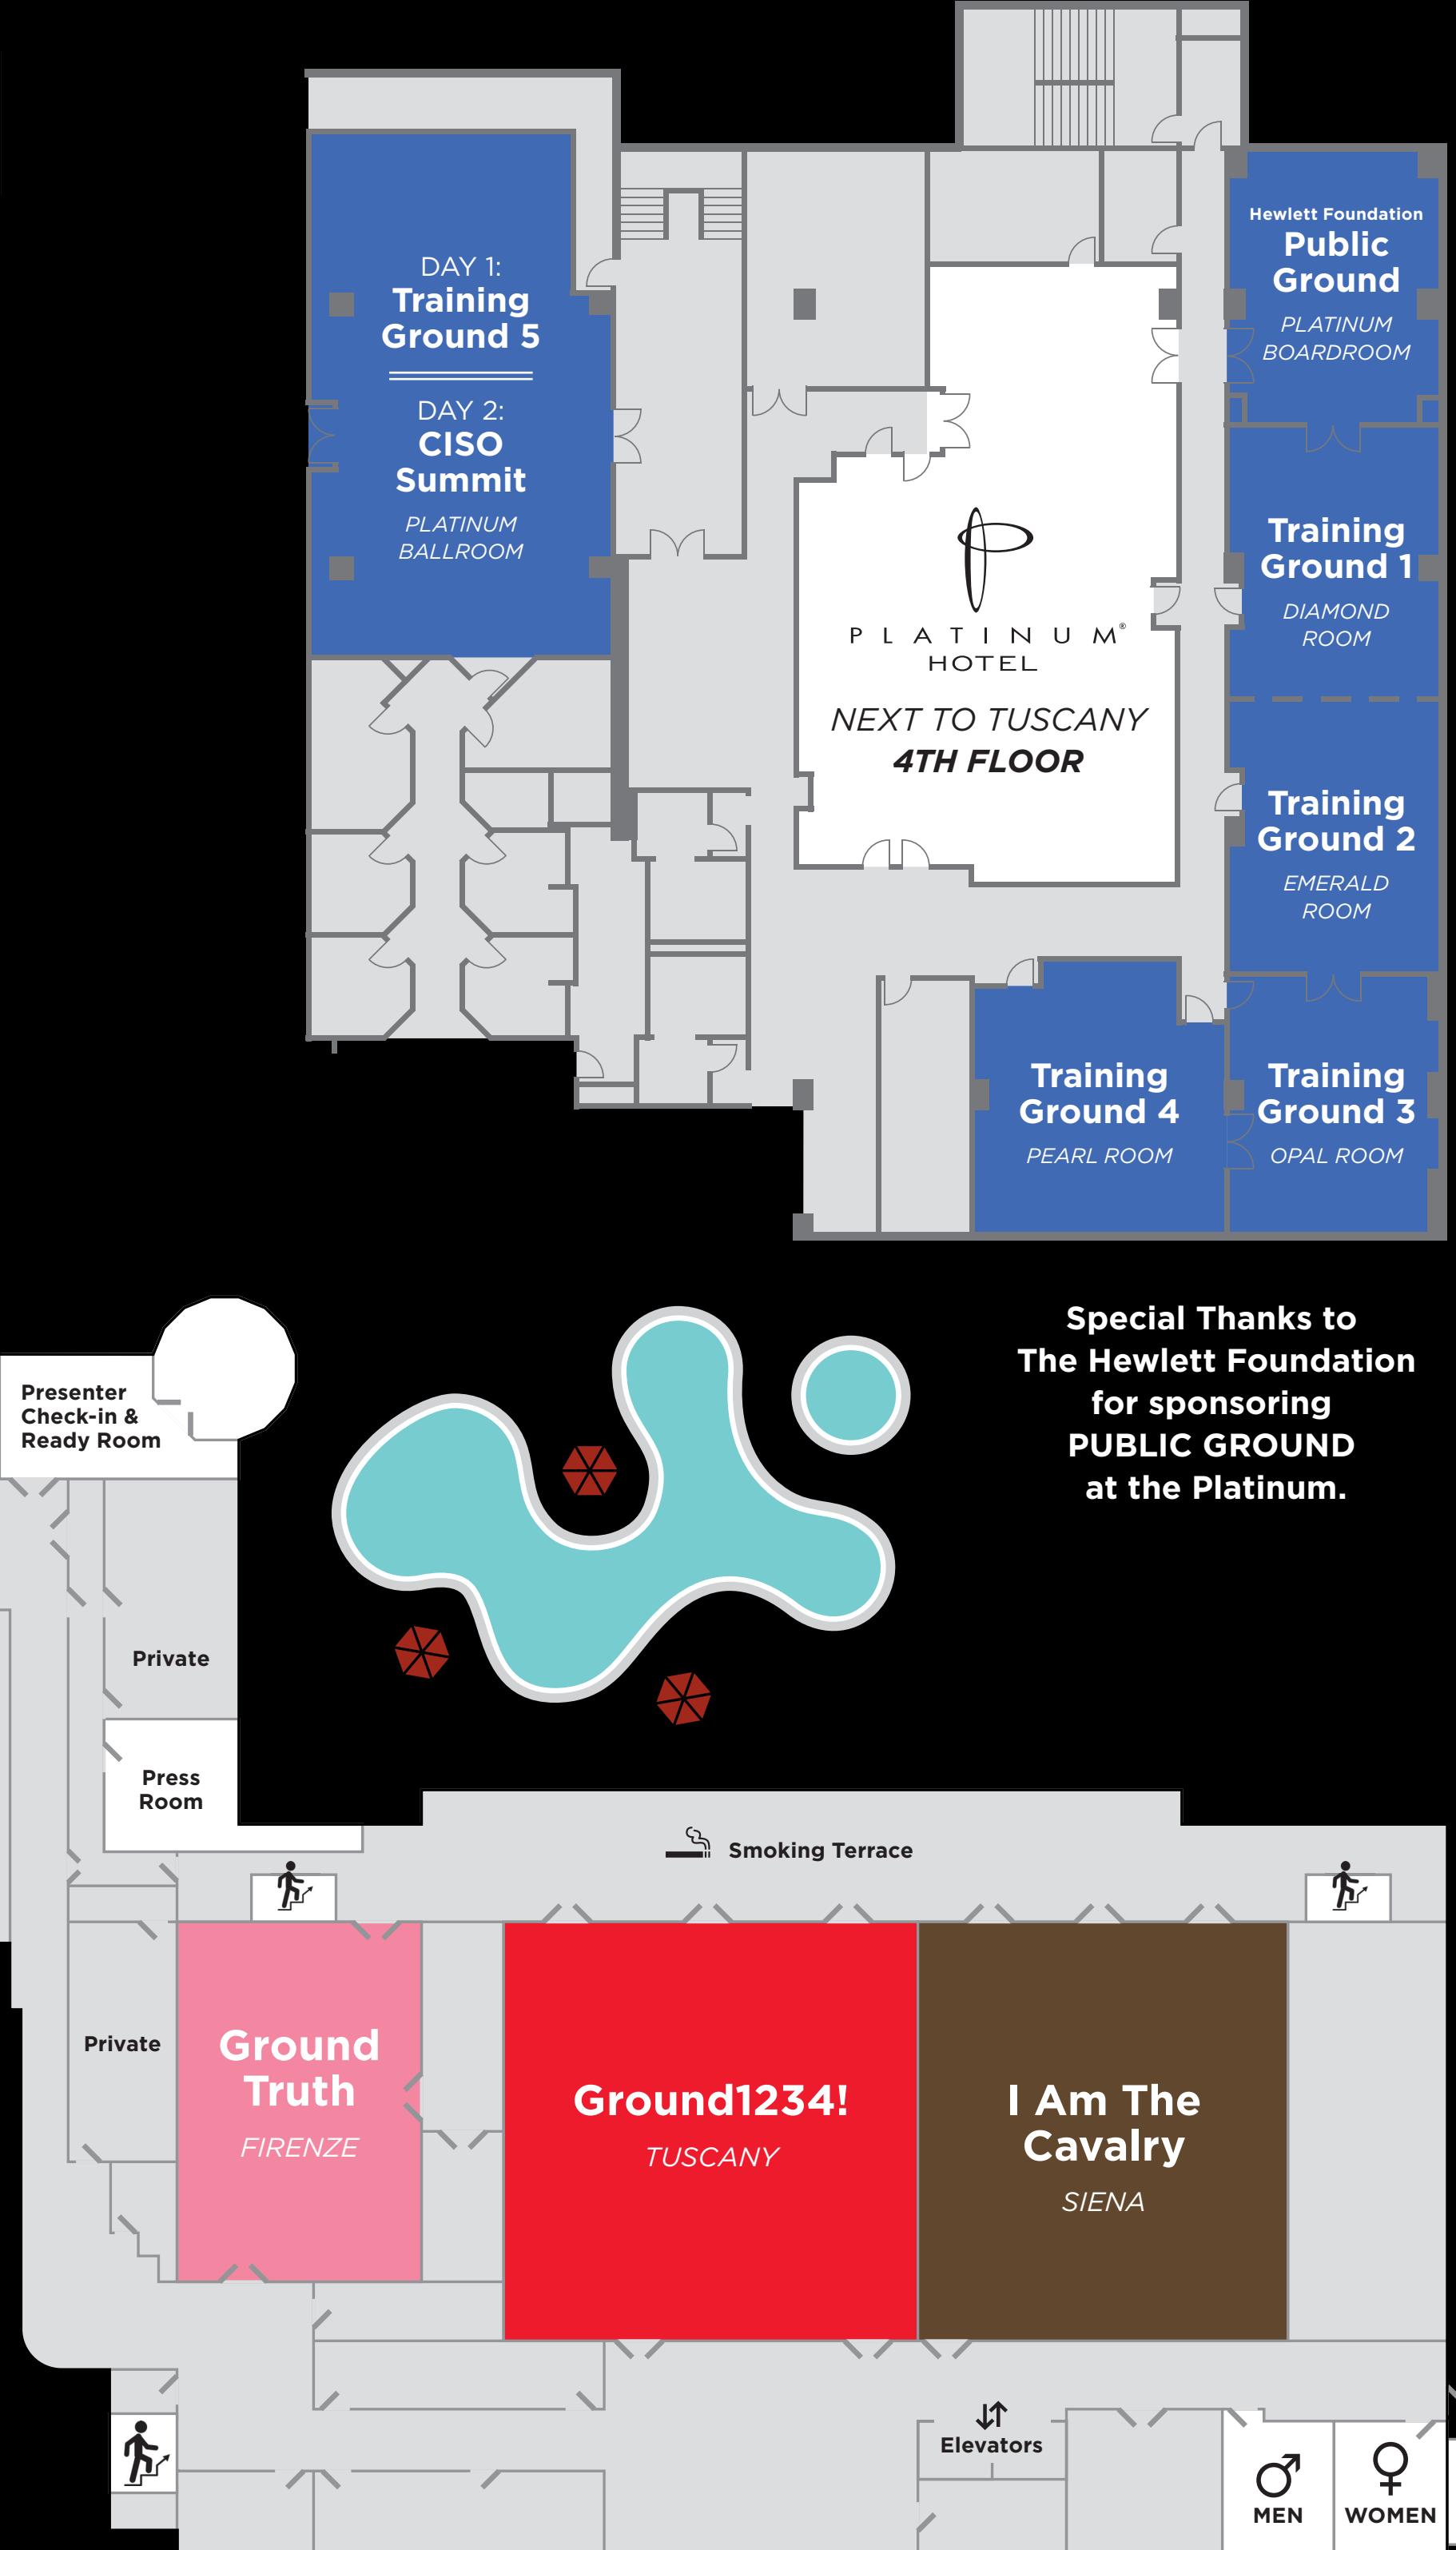 DAY 1:
Training
Ground 5
DAY 2:
CISO
Summit
PLATINUM
BALLROOM
Hewlett Foundation
Public
Ground
PLATINUM
BOARDROOM
Training
Ground 1
DIAMOND
ROOM
PLATINUM®
HOTEL
NEXT TO TUSCANY
4TH FLOOR
Training
Ground 2
EMERALD
ROOM
Training
Ground 4
PEARL ROOM
Training
Ground 3
OPAL ROOM
Special Thanks to
The Hewlett Foundation
for sponsoring
PUBLIC GROUND
at the Platinum.
Presenter
Check-in &
Ready Room
Private
Press
Room
Smoking Terrace
Private
Ground
Truth
FIRENZE
Ground1234!
TUSCANY
I Am The
Cavalry
SIENA
Elevators
MEN
WOMEN